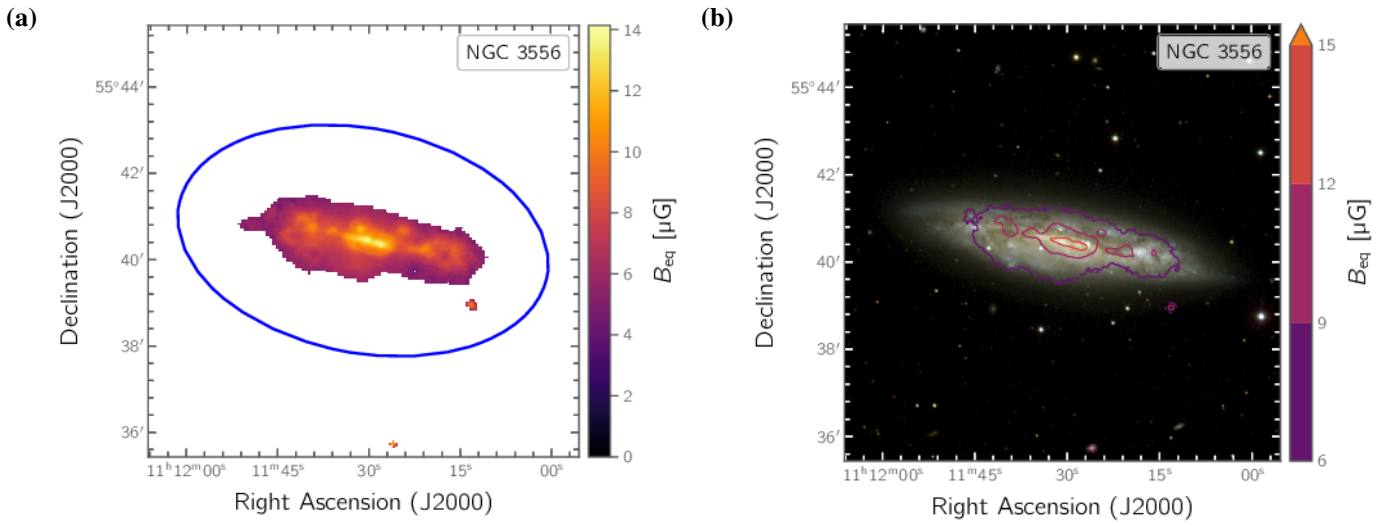 (a)
NGC 3556
55°44′
42′
40′
38′
36′
Declination (J2000)
11ʰ12ᵐ00ˢ
11ᵐ45ˢ
30ˢ
15ˢ
00ˢ
Right Ascension (J2000)
14
12
10
8
6
4
2
0
B_eq [µG]
(b)
NGC 3556
55°44′
42′
40′
38′
36′
Declination (J2000)
11ʰ12ᵐ00ˢ
11ᵐ45ˢ
30ˢ
15ˢ
00ˢ
Right Ascension (J2000)
15
12
9
6
B_eq [µG]